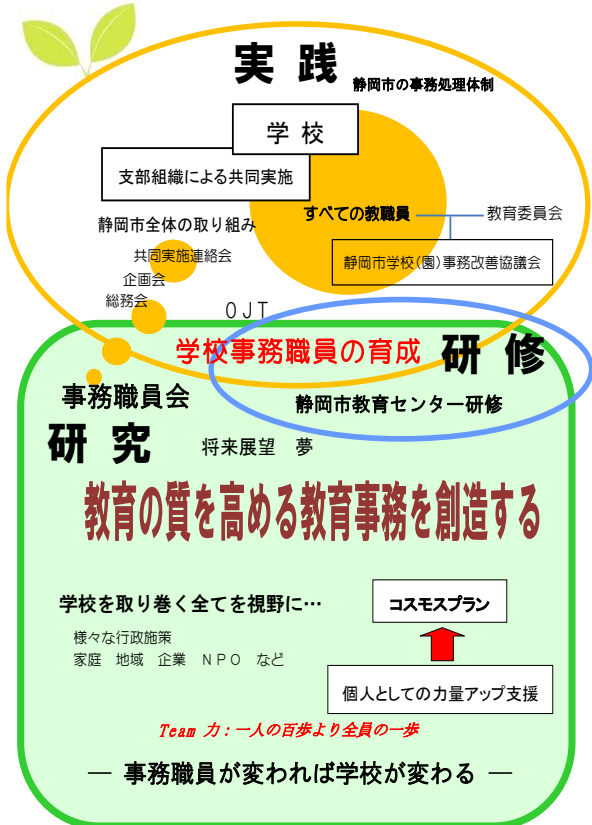 実 践
静岡市の事務処理体制
学 校
支部組織による共同実施
すべての教職員
教育委員会
静岡市全体の取り組み
共同実施連絡会
静岡市学校(園)事務改善協議会
企画会
総務会
OJT
学校事務職員の育成
研 修
事務職員会
静岡市教育センター研修
研 究
将来展望 夢
教育の質を高める教育事務を創造する
学校を取り巻く全てを視野に…
コスモスプラン
様々な行政施策
家庭 地域 企業 NPO など
個人としての力量アップ支援
Team 力：一人の百歩より全員の一歩
― 事務職員が変われば学校が変わる ―